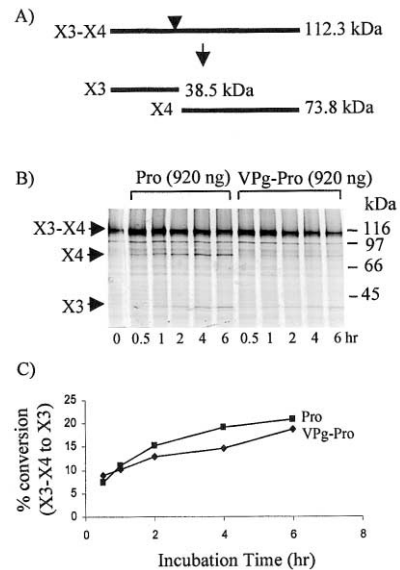 A)
X3-X4 112.3 kDa
X3 38.5 kDa
X4 73.8 kDa
B)
Pro (920 ng) VPg-Pro (920 ng)
kDa
X3-X4 116
97
X4 66
45
X3
0 0.5 1 2 4 6 0.5 1 2 4 6 hr
C)
% conversion
(X3-X4 to X3)
25
20
15
10
5
0
Pro
VPg-Pro
0 2 4 6 8
Incubation Time (hr)